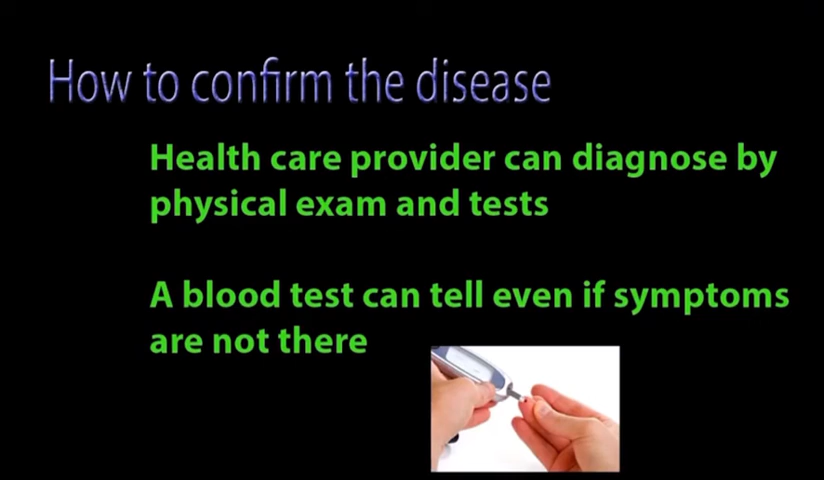 How to confirm the disease
Health care provider can diagnose by
physical exam and tests
A blood test can tell even if symptoms
are not there